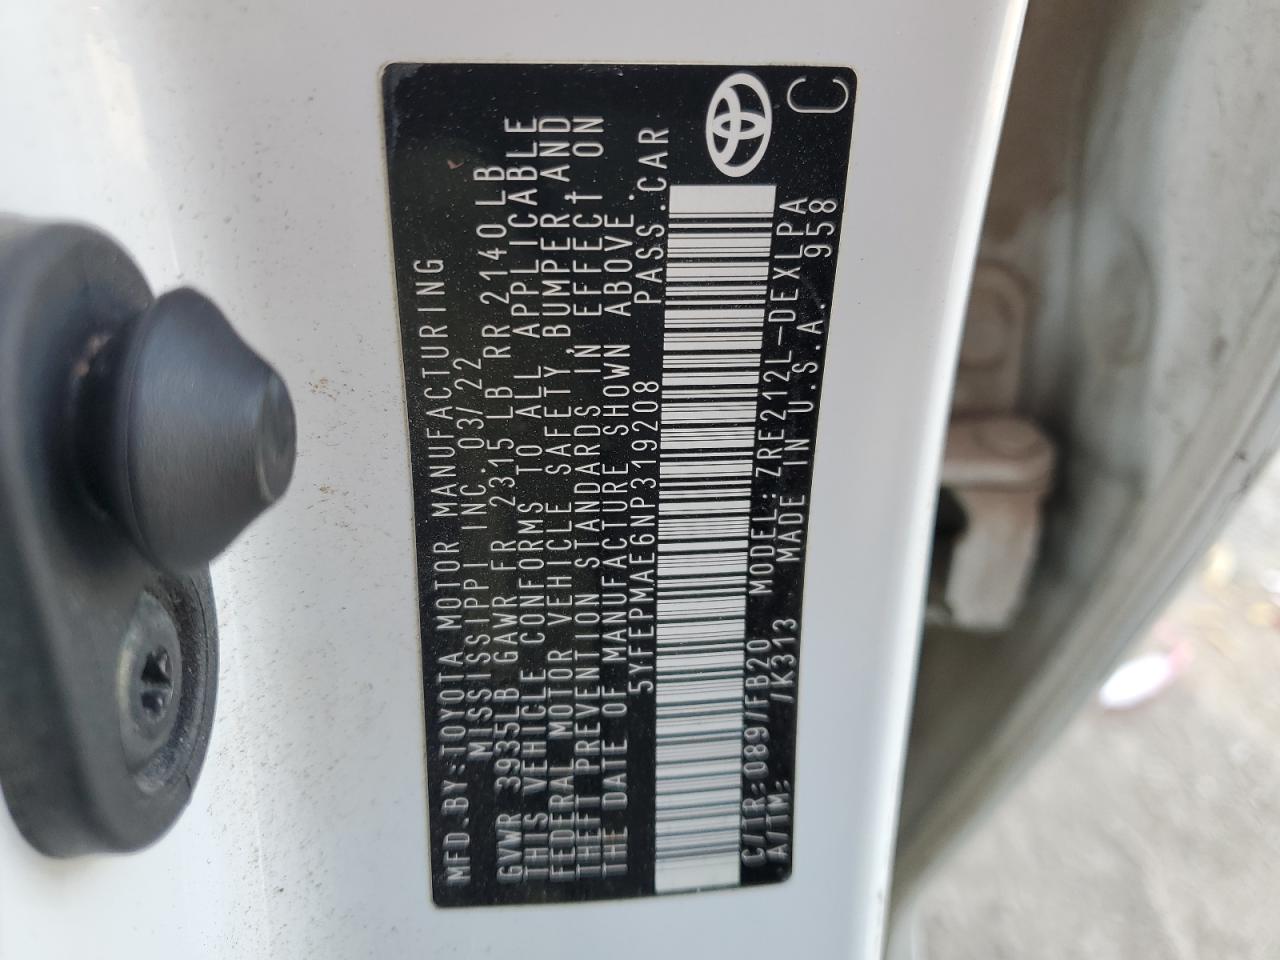 MFD.BY:TOYOTA MOTOR MANUFACTURING
MISSISSIPPI INC.03/22
GVWR 3935LB GAWR FR 2315LB RR 2140LB
THIS VEHICLE CONFORMS TO ALL APPLICABLE
FEDERAL MOTOR VEHICLE SAFETY,BUMPER,AND
THEFT PREVENTION STANDARDS IN EFFECT ON
THE DATE OF MANUFACTURE SHOWN ABOVE.
5YFEPMAE6NP319208 PASS.CAR
C/TR:089/FB20 MODEL:ZRE212L-DEXLPA
A/TM: /K313 MADE IN U.S.A. 958
C